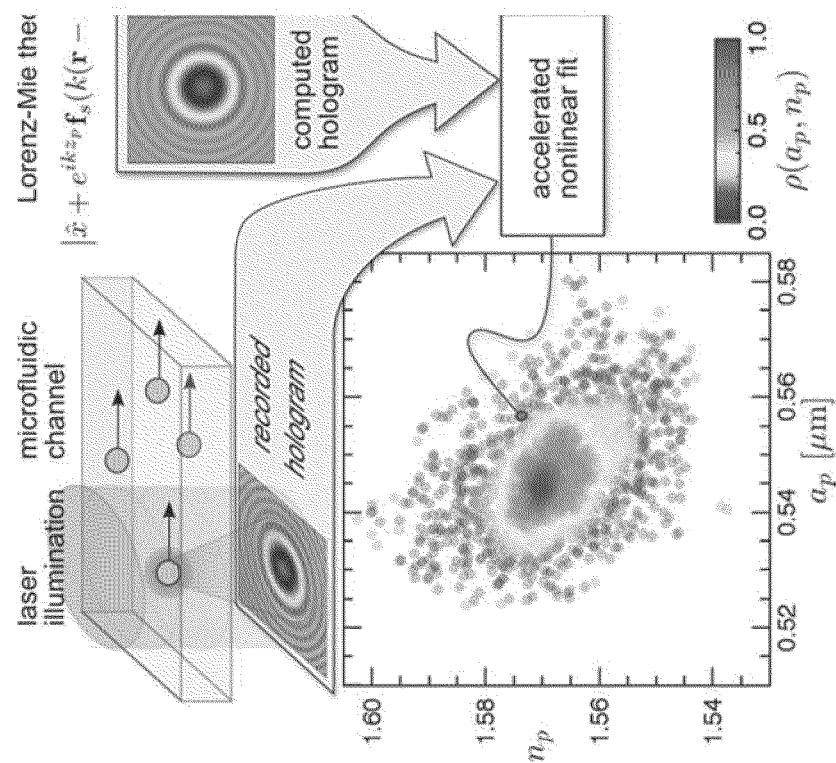 laser
illumination
microfluidic
channel
Lorenz-Mie
|x̂ + e^{ikz_p} f_s(k(r −
recorded
hologram
computed
hologram
accelerated
nonlinear fit
1.60
1.58
1.56
1.54
n_p
0.52
0.54
0.56
0.58
a_p [μm]
0.0
0.5
1.0
ρ(a_p, n_p)